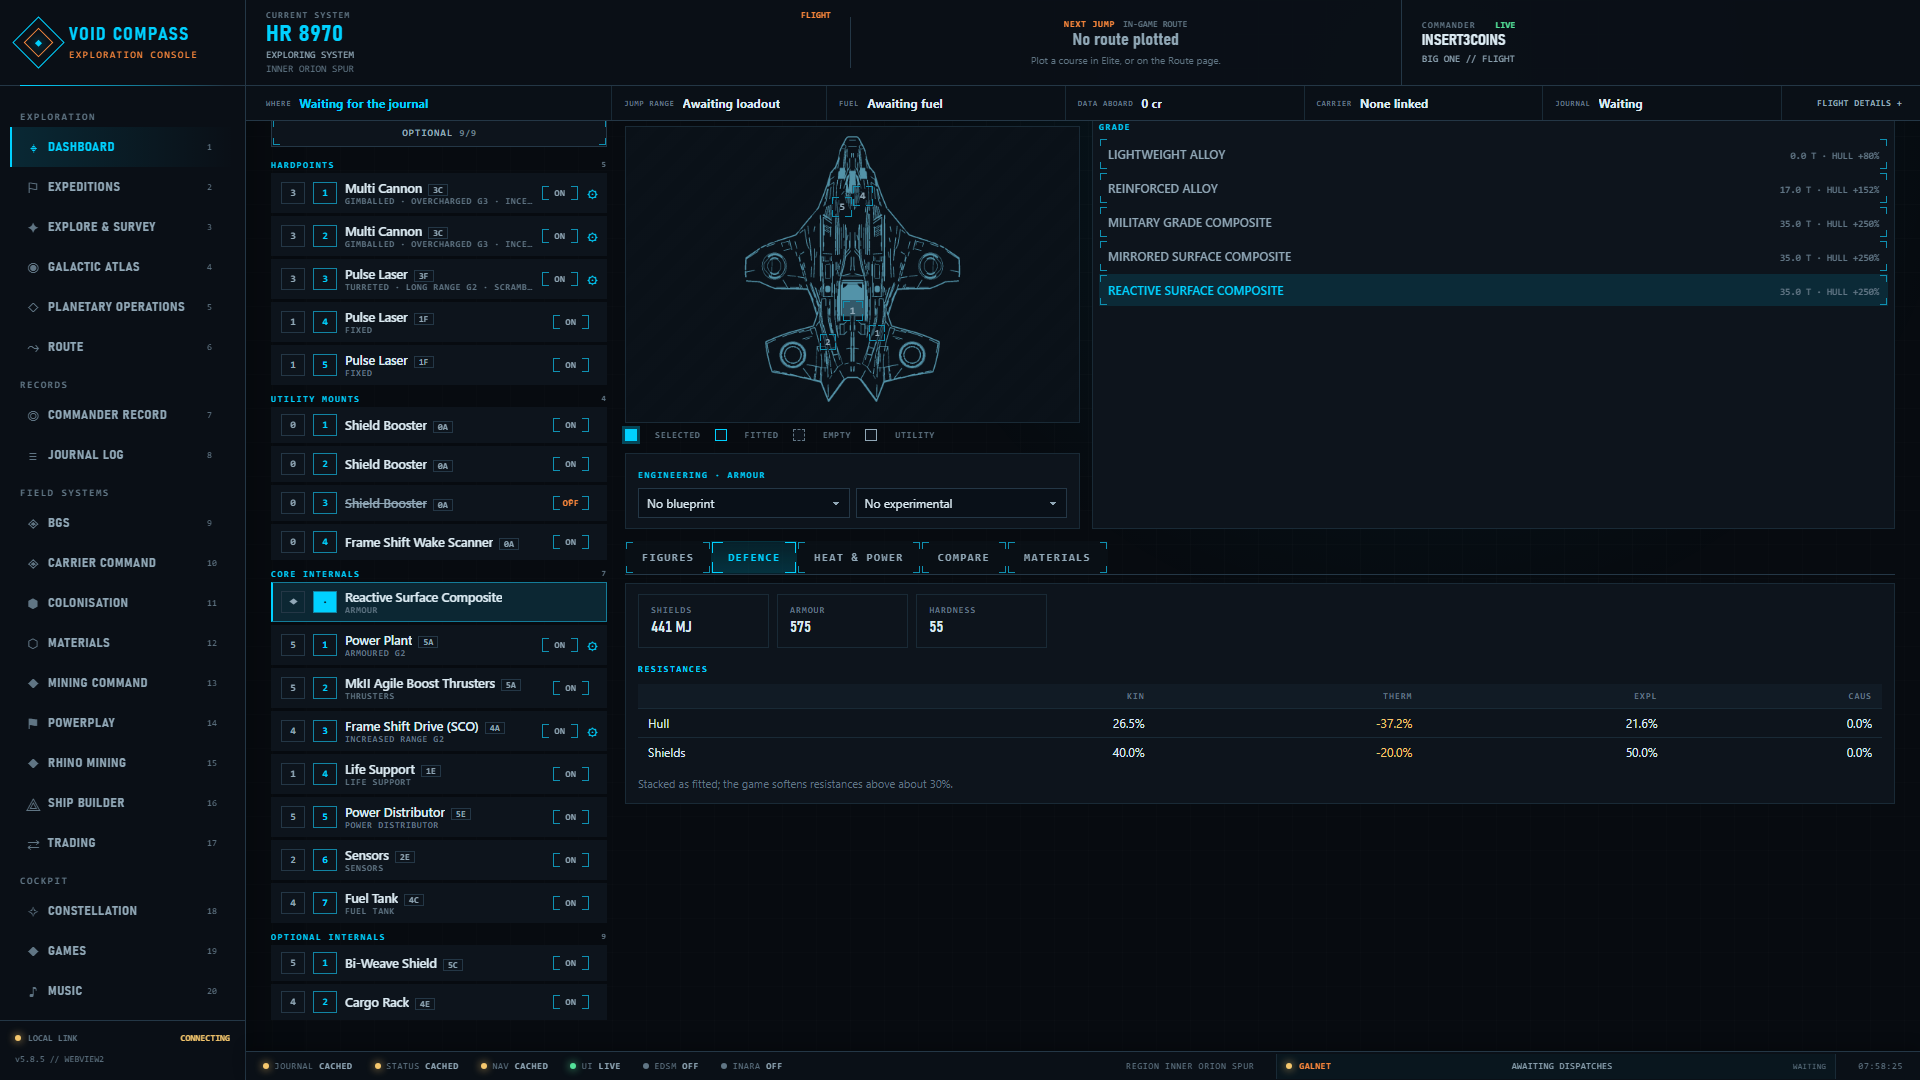 VOID COMPASS
EXPLORATION CONSOLE
CURRENT SYSTEM
HR 8970
EXPLORING SYSTEM
INNER ORION SPUR
FLIGHT
NEXT JUMP IN-GAME ROUTE
No route plotted
Plot a course in Elite, or on the Route page.
COMMANDER LIVE
INSERT3COINS
BIG ONE // FLIGHT
WHERE Waiting for the journal
JUMP RANGE Awaiting loadout
FUEL Awaiting fuel
DATA ABOARD 0 cr
CARRIER None linked
JOURNAL Waiting
FLIGHT DETAILS +
EXPLORATION
DASHBOARD 1
EXPEDITIONS 2
EXPLORE & SURVEY 3
GALACTIC ATLAS 4
PLANETARY OPERATIONS 5
ROUTE 6
RECORDS
COMMANDER RECORD 7
JOURNAL LOG 8
FIELD SYSTEMS
BGS 9
CARRIER COMMAND 10
COLONISATION 11
MATERIALS 12
MINING COMMAND 13
POWERPLAY 14
RHINO MINING 15
SHIP BUILDER 16
TRADING 17
COCKPIT
CONSTELLATION 18
GAMES 19
MUSIC 20
LOCAL LINK CONNECTING
v5.8.5 // WEBVIEW2
OPTIONAL 9/9
HARDPOINTS 5
3 1 Multi Cannon 3C ON
GIMBALLED · OVERCHARGED G3 · INCE…
3 2 Multi Cannon 3C ON
GIMBALLED · OVERCHARGED G3 · INCE…
3 3 Pulse Laser 3F ON
TURRETED · LONG RANGE G2 · SCRAMB…
1 4 Pulse Laser 1F ON
FIXED
1 5 Pulse Laser 1F ON
FIXED
UTILITY MOUNTS 4
0 1 Shield Booster 0A ON
0 2 Shield Booster 0A ON
0 3 Shield Booster 0A OFF
0 4 Frame Shift Wake Scanner 0A ON
CORE INTERNALS 7
Reactive Surface Composite
ARMOUR
5 1 Power Plant 5A ON
ARMOURED G2
5 2 MkII Agile Boost Thrusters 5A ON
THRUSTERS
4 3 Frame Shift Drive (SCO) 4A ON
INCREASED RANGE G2
1 4 Life Support 1E ON
LIFE SUPPORT
5 5 Power Distributor 5E ON
POWER DISTRIBUTOR
2 6 Sensors 2E ON
SENSORS
4 7 Fuel Tank 4C ON
FUEL TANK
OPTIONAL INTERNALS 9
5 1 Bi-Weave Shield 5C ON
4 2 Cargo Rack 4E ON
4
5
1
1
2
SELECTED FITTED EMPTY UTILITY
ENGINEERING · ARMOUR
No blueprint No experimental
GRADE
LIGHTWEIGHT ALLOY 0.0 T · HULL +80%
REINFORCED ALLOY 17.0 T · HULL +152%
MILITARY GRADE COMPOSITE 35.0 T · HULL +250%
MIRRORED SURFACE COMPOSITE 35.0 T · HULL +250%
REACTIVE SURFACE COMPOSITE 35.0 T · HULL +250%
FIGURES DEFENCE HEAT & POWER COMPARE MATERIALS
SHIELDS ARMOUR HARDNESS
441 MJ 575 55
RESISTANCES
KIN THERM EXPL CAUS
Hull 26.5% -37.2% 21.6% 0.0%
Shields 40.0% -20.0% 50.0% 0.0%
Stacked as fitted; the game softens resistances above about 30%.
JOURNAL CACHED STATUS CACHED NAV CACHED UI LIVE EDSM OFF INARA OFF
REGION INNER ORION SPUR
GALNET AWAITING DISPATCHES WAITING
07:58:25